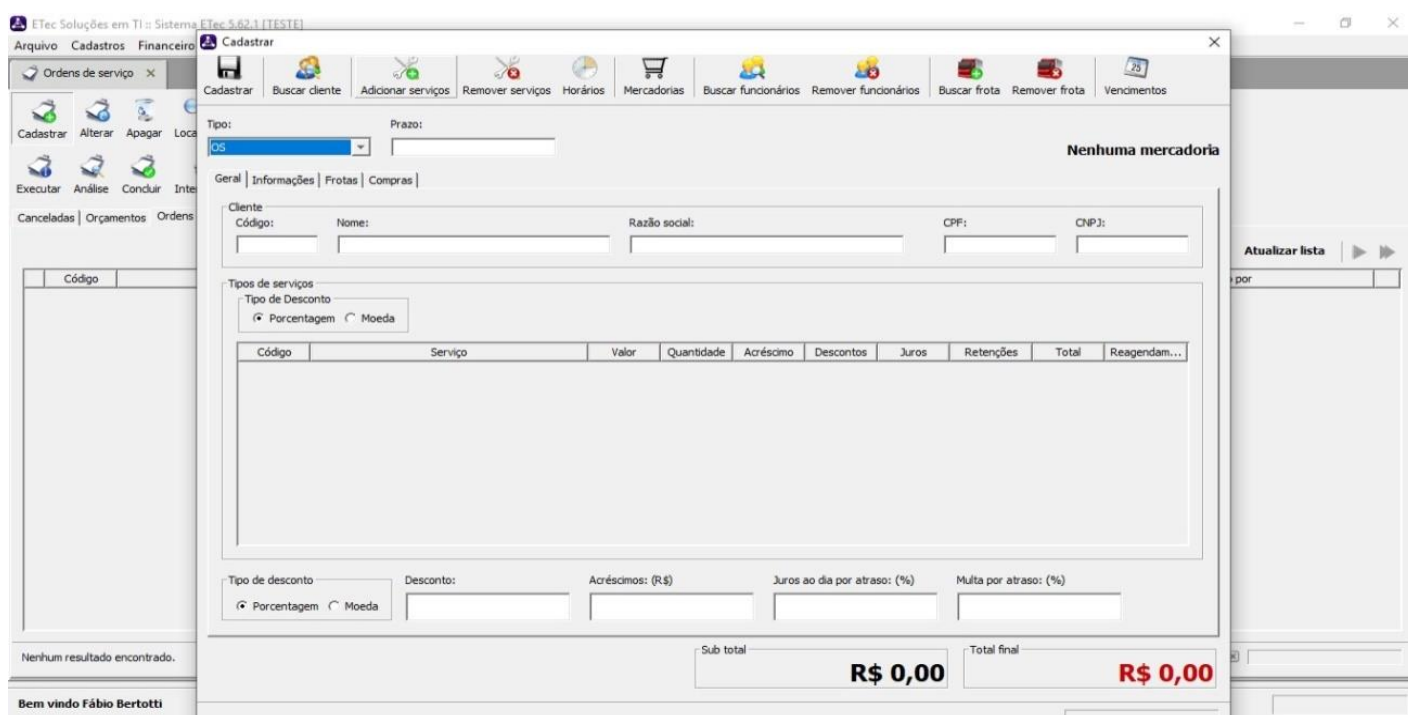 ETec Soluções em TI :: Sistema ETec 5.62.1 [TESTE]
Arquivo Cadastros Financeiro
Cadastrar
Ordens de serviço
Cadastrar Buscar cliente Adicionar serviços Remover serviços Horários Mercadorias Buscar funcionários Remover funcionários Buscar frota Remover frota Vencimentos
Cadastrar Alterar Apagar Loca
Tipo: Prazo:
OS
Nenhuma mercadoria
Executar Análise Concluir Inte
Geral Informações Frotas Compras
Canceladas Orçamentos Ordens
Cliente
Código: Nome: Razão social: CPF: CNPJ:
Atualizar lista
Código
por
Tipos de serviços
Tipo de Desconto
Porcentagem Moeda
Código Serviço Valor Quantidade Acréscimo Descontos Juros Retenções Total Reagendam...
Tipo de desconto Desconto: Acréscimos: (R$) Juros ao dia por atraso: (%) Multa por atraso: (%)
Porcentagem Moeda
Nenhum resultado encontrado.
Sub total Total final
R$ 0,00 R$ 0,00
Bem vindo Fábio Bertotti